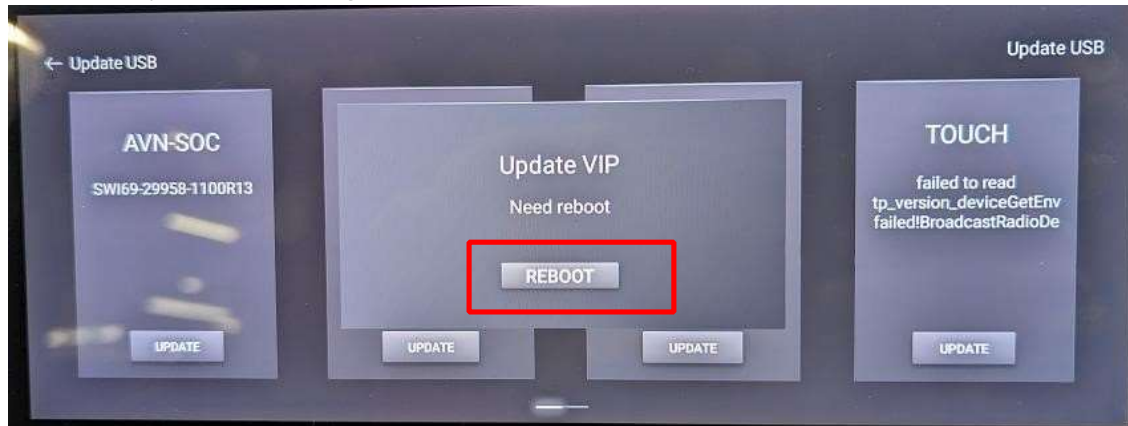 ← Update USB
Update USB
AVN-SOC
SWI69-29958-1100R13
UPDATE
Update VIP
Need reboot
REBOOT
UPDATE
UPDATE
TOUCH
failed to read
tp_version_deviceGetEnv
failed!BroadcastRadioDe
UPDATE